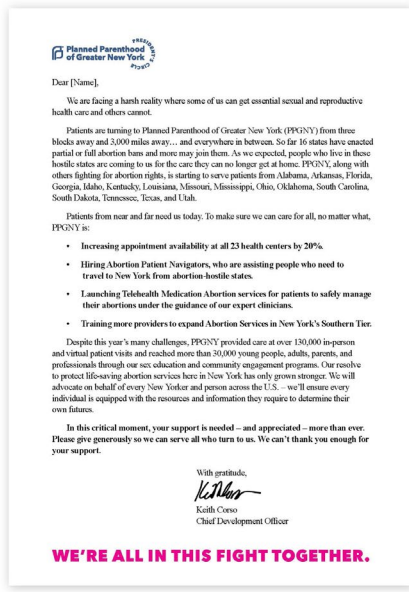 Planned Parenthood
of Greater New York
PRESIDENT'S
CIRCLE
Dear [Name],
We are facing a harsh reality where some of us can get essential sexual and reproductive
health care and others cannot.
Patients are turning to Planned Parenthood of Greater New York (PPGNY) from three
blocks away and 3,000 miles away… and everywhere in between. So far 16 states have enacted
partial or full abortion bans and more may join them. As we expected, people who live in these
hostile states are coming to us for the care they can no longer get at home. PPGNY, along with
others fighting for abortion rights, is starting to serve patients from Alabama, Arkansas, Florida,
Georgia, Idaho, Kentucky, Louisiana, Missouri, Mississippi, Ohio, Oklahoma, South Carolina,
South Dakota, Tennessee, Texas, and Utah.
Patients from near and far need us today. To make sure we can care for all, no matter what,
PPGNY is:
• Increasing appointment availability at all 23 health centers by 20%.
• Hiring Abortion Patient Navigators, who are assisting people who need to
travel to New York from abortion-hostile states.
• Launching Telehealth Medication Abortion services for patients to safely manage
their abortions under the guidance of our expert clinicians.
• Training more providers to expand Abortion Services in New York's Southern Tier.
Despite this year's many challenges, PPGNY provided care at over 130,000 in-person
and virtual patient visits and reached more than 30,000 young people, adults, parents, and
professionals through our sex education and community engagement programs. Our resolve
to protect life-saving abortion services here in New York has only grown stronger. We will
advocate on behalf of every New Yorker and person across the U.S. – we'll ensure every
individual is equipped with the resources and information they require to determine their
own futures.
In this critical moment, your support is needed – and appreciated – more than ever.
Please give generously so we can serve all who turn to us. We can't thank you enough for
your support.
With gratitude,
Keith Corso
Chief Development Officer
WE'RE ALL IN THIS FIGHT TOGETHER.